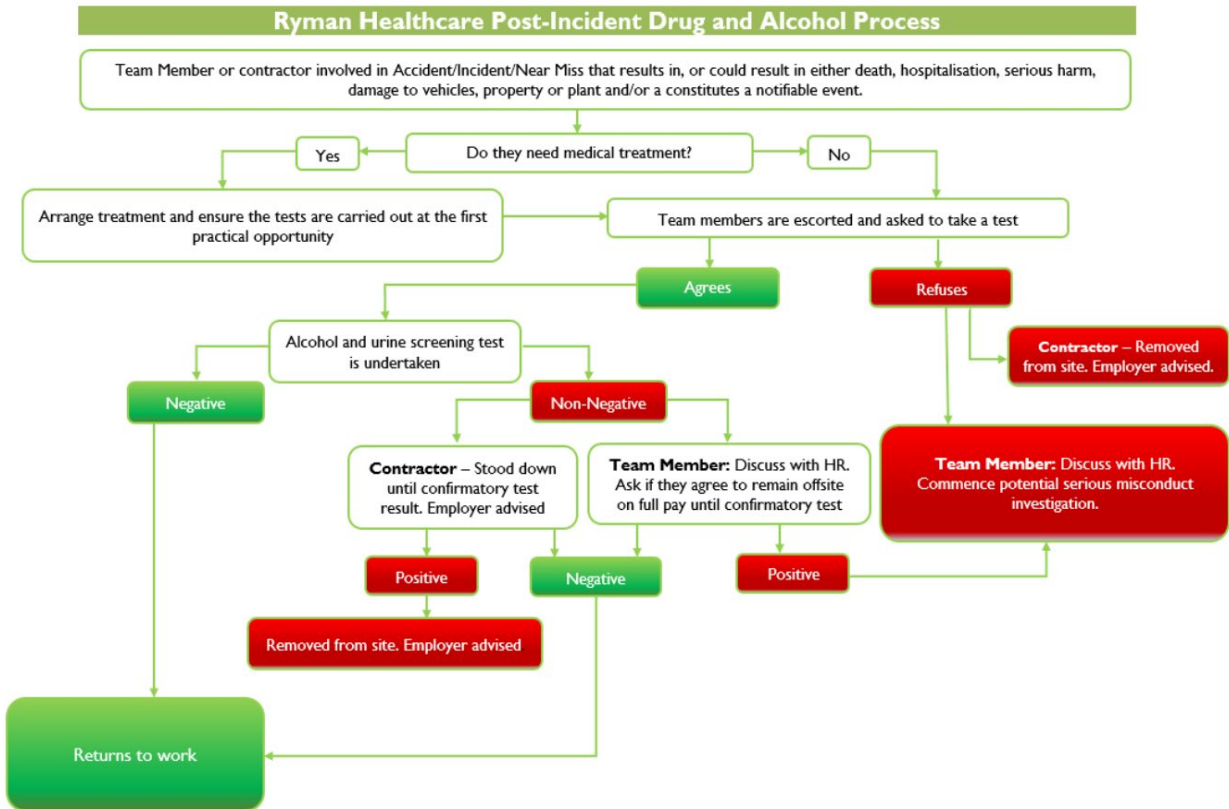 Ryman Healthcare Post-Incident Drug and Alcohol Process
Team Member or contractor involved in Accident/Incident/Near Miss that results in, or could result in either death, hospitalisation, serious harm,
damage to vehicles, property or plant and/or a constitutes a notifiable event.
Yes
Do they need medical treatment?
No
Arrange treatment and ensure the tests are carried out at the first
practical opportunity
Team members are escorted and asked to take a test
Agrees
Refuses
Alcohol and urine screening test
is undertaken
Contractor – Removed
from site. Employer advised.
Negative
Non-Negative
Contractor – Stood down
until confirmatory test
result. Employer advised
Team Member: Discuss with HR.
Ask if they agree to remain offsite
on full pay until confirmatory test
Team Member: Discuss with HR.
Commence potential serious misconduct
investigation.
Positive
Negative
Positive
Removed from site. Employer advised.
Returns to work